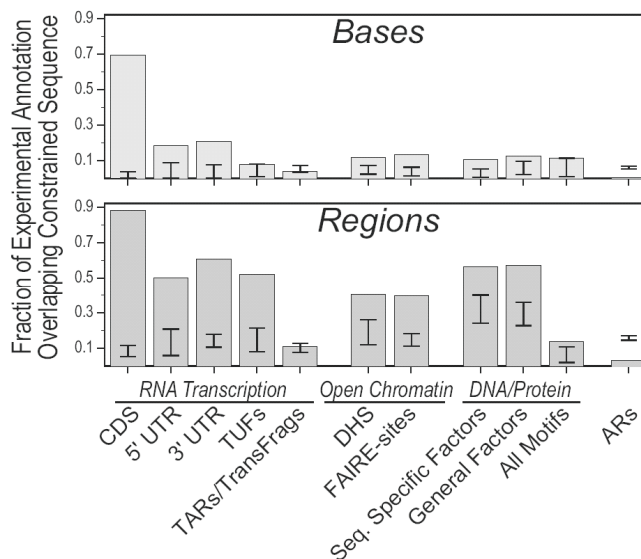 Fraction of Experimental Annotation
Overlapping Constrained Sequence
Bases
0.9
0.7
0.5
0.3
0.1
Regions
0.9
0.7
0.5
0.3
0.1
RNA Transcription
Open Chromatin
DNA/Protein
CDS
5' UTR
3' UTR
TUFs
TARs/TransFrags
DHS
FAIRE-sites
Seq. Specific Factors
General Factors
All Motifs
ARs